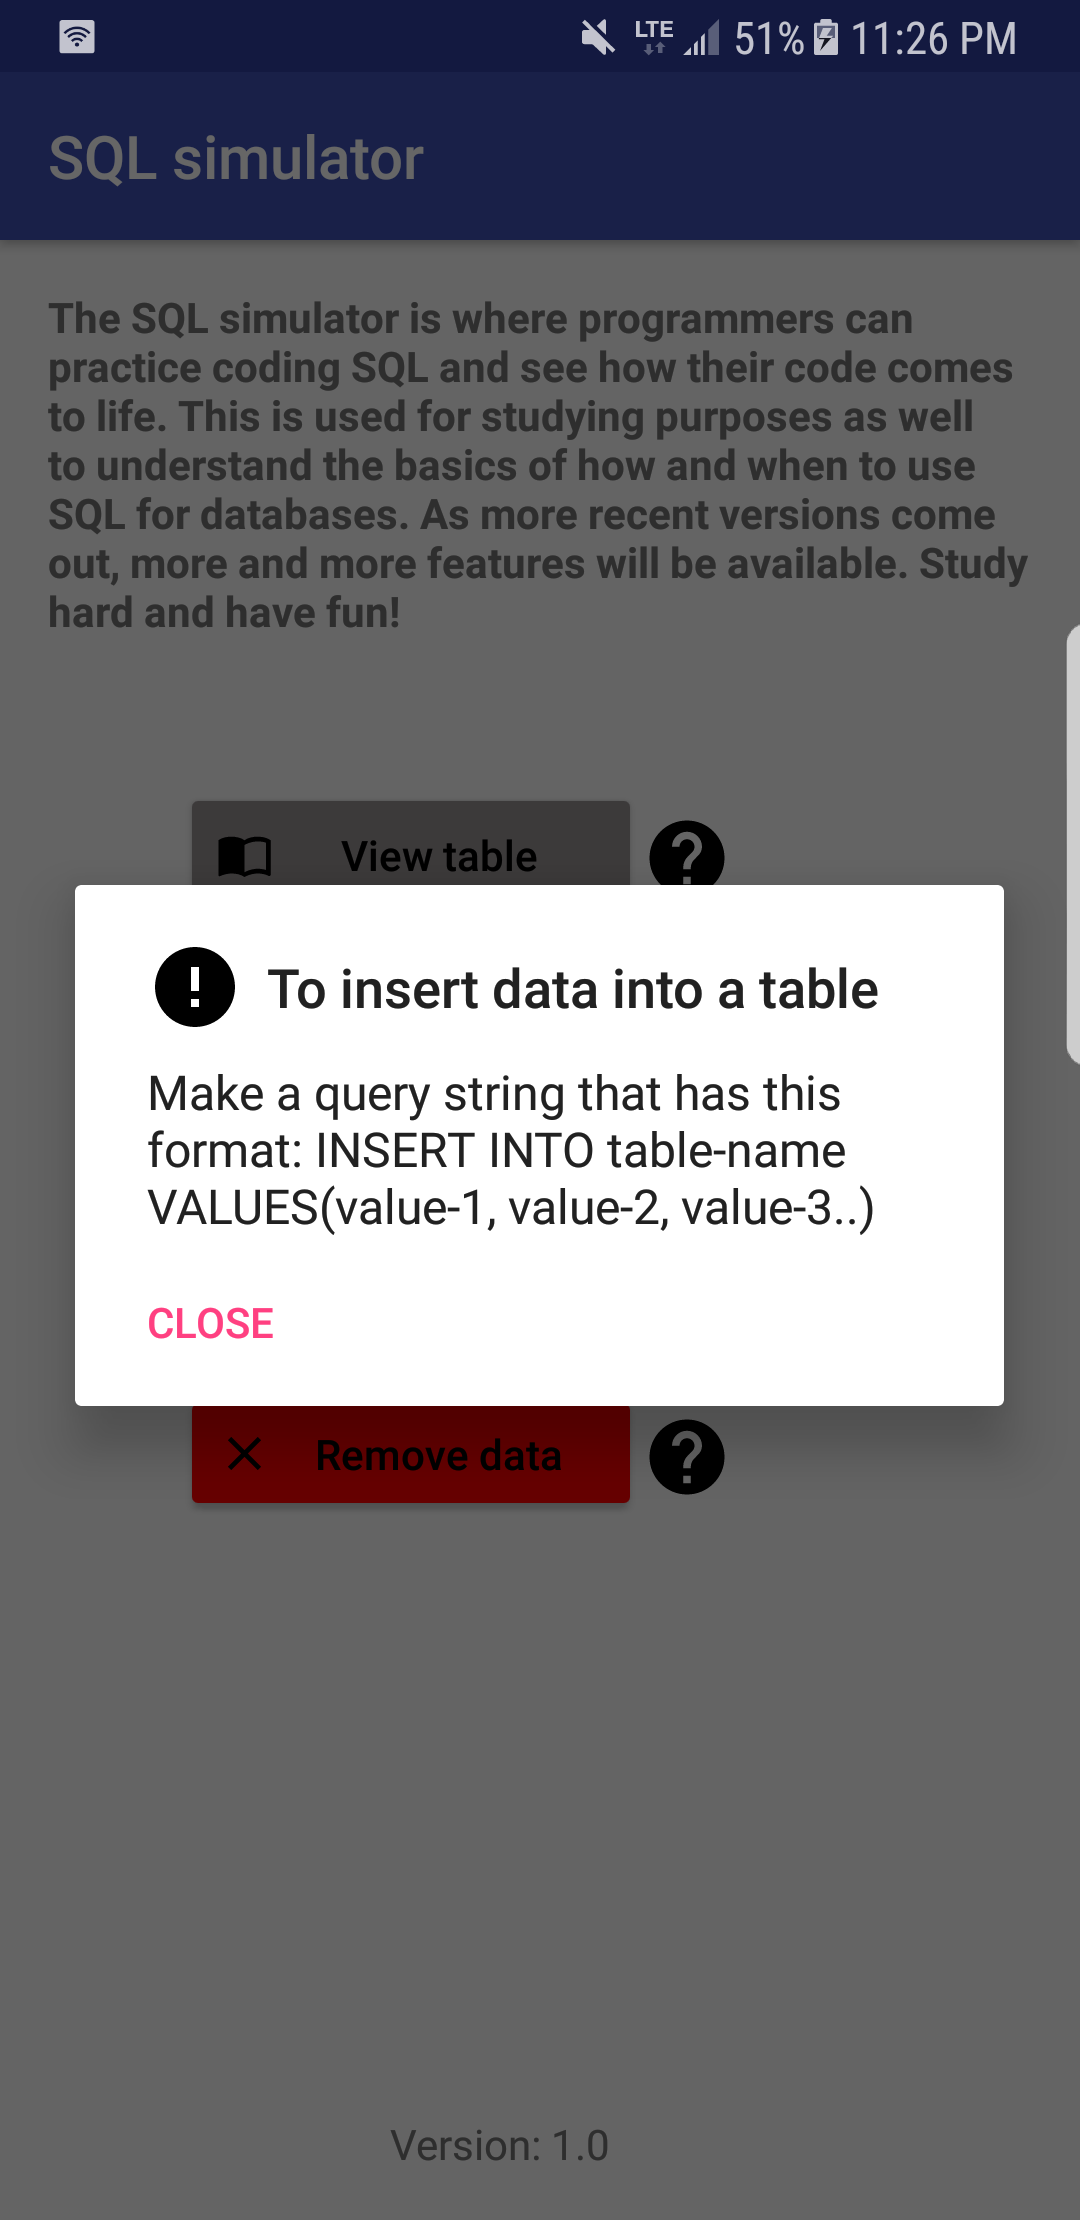 LTE 51% 11:26 PM
SQL simulator
The SQL simulator is where programmers can
practice coding SQL and see how their code comes
to life. This is used for studying purposes as well
to understand the basics of how and when to use
SQL for databases. As more recent versions come
out, more and more features will be available. Study
hard and have fun!
View table
To insert data into a table
Make a query string that has this
format: INSERT INTO table-name
VALUES(value-1, value-2, value-3..)
CLOSE
Remove data
Version: 1.0